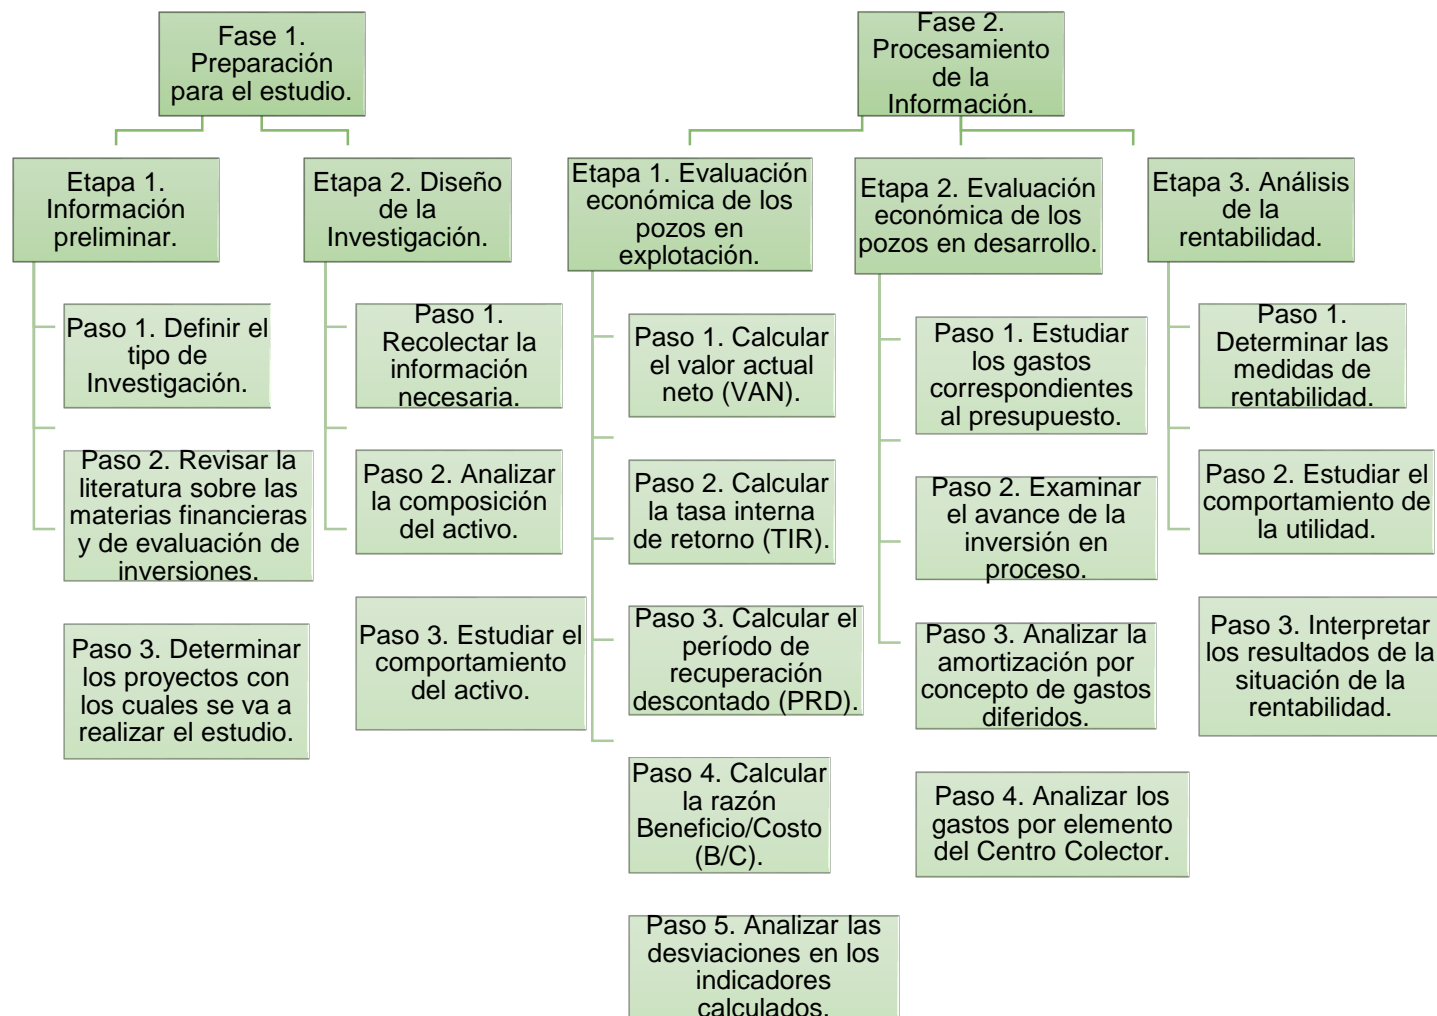 Fase 1.
Preparación
para el estudio.
Etapa 1.
Información
preliminar.
Paso 1. Definir el
tipo de
Investigación.
Paso 2. Revisar la
literatura sobre las
materias financieras
y de evaluación de
inversiones.
Paso 3. Determinar
los proyectos con
los cuales se va a
realizar el estudio.
Etapa 2. Diseño
de la
Investigación.
Paso 1.
Recolectar la
información
necesaria.
Paso 2. Analizar
la composición
del activo.
Paso 3. Estudiar el
comportamiento
del activo.
Fase 2.
Procesamiento
de la
Información.
Etapa 1. Evaluación
económica de los
pozos en
explotación.
Paso 1. Calcular
el valor actual
neto (VAN).
Paso 2. Calcular
la tasa interna
de retorno (TIR).
Paso 3. Calcular el
período de
recuperación
descontado (PRD).
Paso 4. Calcular
la razón
Beneficio/Costo
(B/C).
Paso 5. Analizar las
desviaciones en los
indicadores
calculados.
Etapa 2. Evaluación
económica de los
pozos en desarrollo.
Paso 1. Estudiar
los gastos
correspondientes
al presupuesto.
Paso 2. Examinar
el avance de la
inversión en
proceso.
Paso 3. Analizar la
amortización por
concepto de gastos
diferidos.
Paso 4. Analizar los
gastos por elemento
del Centro Colector.
Etapa 3. Análisis
de la
rentabilidad.
Paso 1.
Determinar las
medidas de
rentabilidad.
Paso 2. Estudiar el
comportamiento de
la utilidad.
Paso 3. Interpretar
los resultados de la
situación de la
rentabilidad.